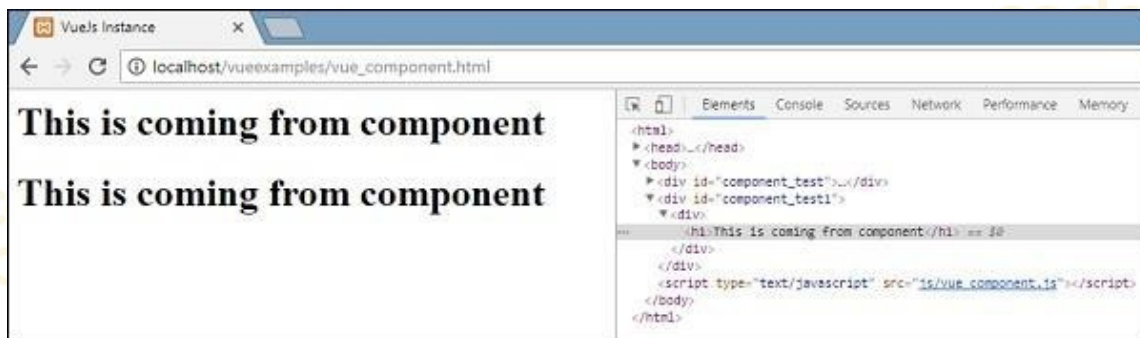 VueJs Instance
localhost/vueexamples/vue_component.html
This is coming from component
This is coming from component
Elements Console Sources Network Performance Memory
<html>
<head>…</head>
<body>
<div id="component_test">…</div>
<div id="component_test1">
<div>
<h1>This is coming from component</h1> == $0
</div>
</div>
<script type="text/javascript" src="js/vue_component.js"></script>
</body>
</html>